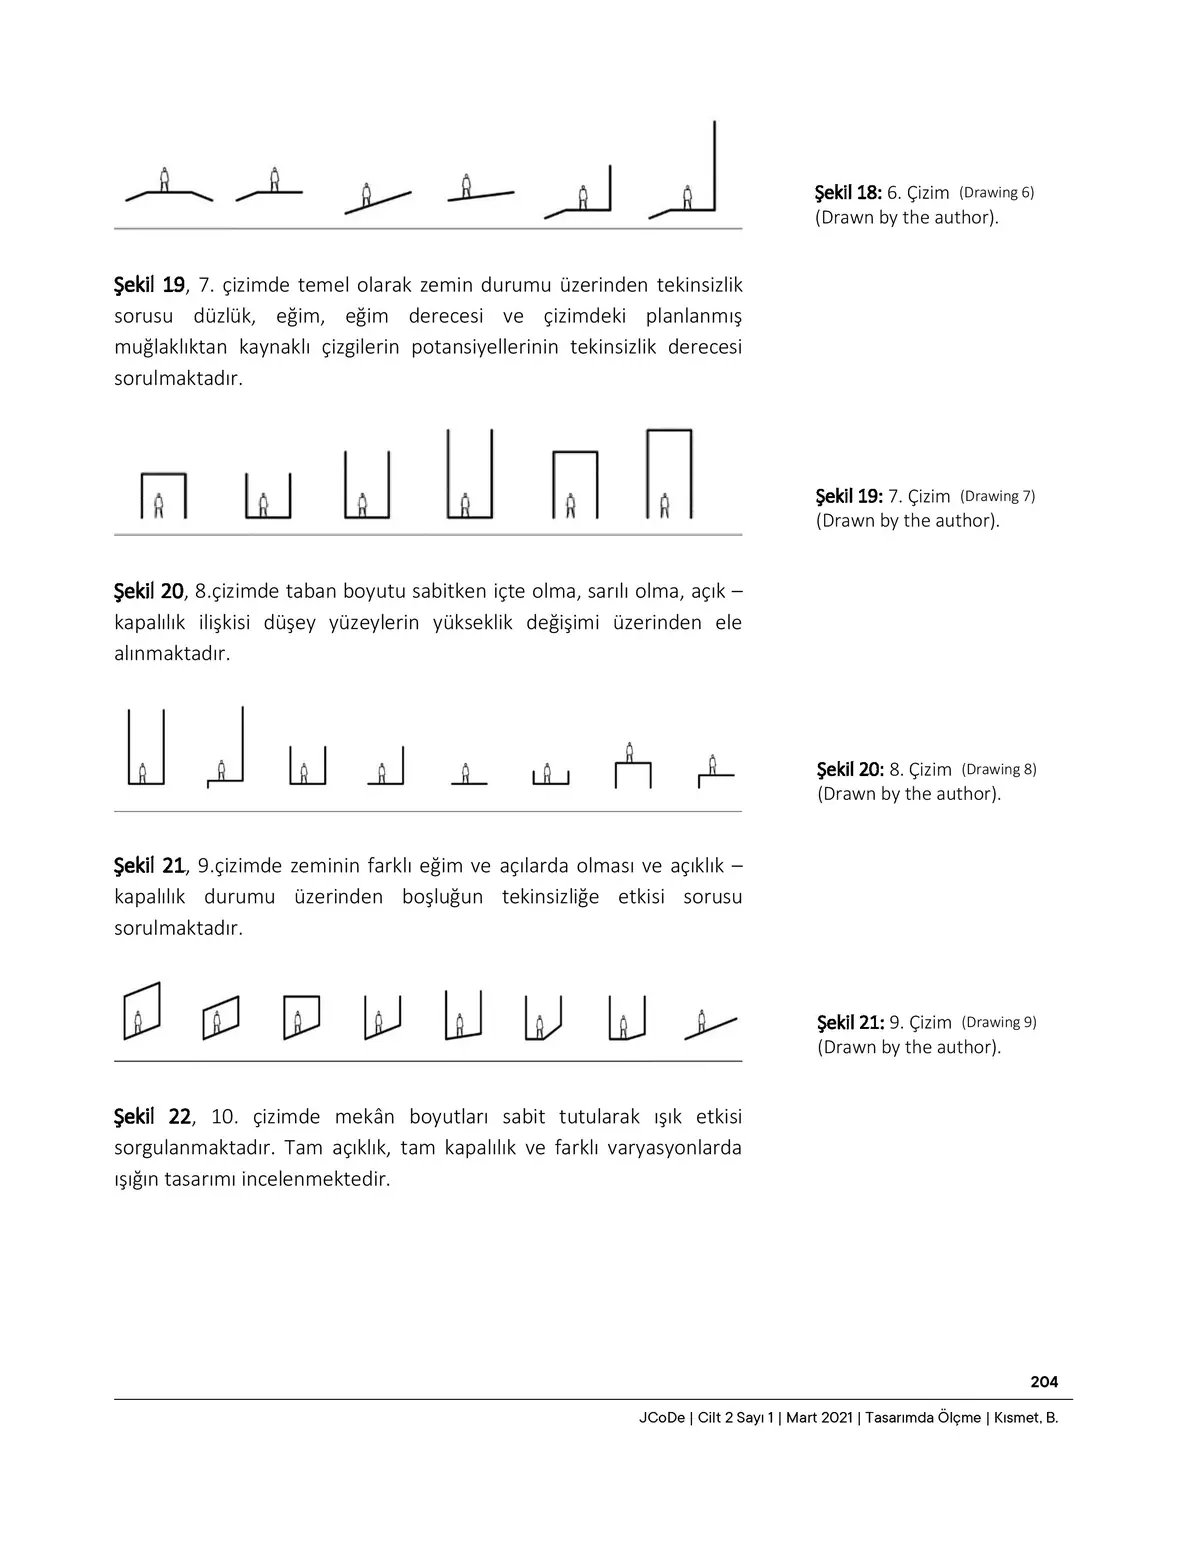 Şekil 18: 6. Çizim (Drawing 6)
(Drawn by the author).
Şekil 19, 7. çizimde temel olarak zemin durumu üzerinden tekinsizlik
sorusu düzlük, eğim, eğim derecesi ve çizimdeki planlanmış
muğlaklıktan kaynaklı çizgilerin potansiyellerinin tekinsizlik derecesi
sorulmaktadır.
Şekil 19: 7. Çizim (Drawing 7)
(Drawn by the author).
Şekil 20, 8.çizimde taban boyutu sabitken içte olma, sarılı olma, açık –
kapalılık ilişkisi düşey yüzeylerin yükseklik değişimi üzerinden ele
alınmaktadır.
Şekil 20: 8. Çizim (Drawing 8)
(Drawn by the author).
Şekil 21, 9.çizimde zeminin farklı eğim ve açılarda olması ve açıklık –
kapalılık durumu üzerinden boşluğun tekinsizliğe etkisi sorusu
sorulmaktadır.
Şekil 21: 9. Çizim (Drawing 9)
(Drawn by the author).
Şekil 22, 10. çizimde mekân boyutları sabit tutularak ışık etkisi
sorgulanmaktadır. Tam açıklık, tam kapalılık ve farklı varyasyonlarda
ışığın tasarımı incelenmektedir.
204
JCoDe | Cilt 2 Sayı 1 | Mart 2021 | Tasarımda Ölçme | Kısmet, B.